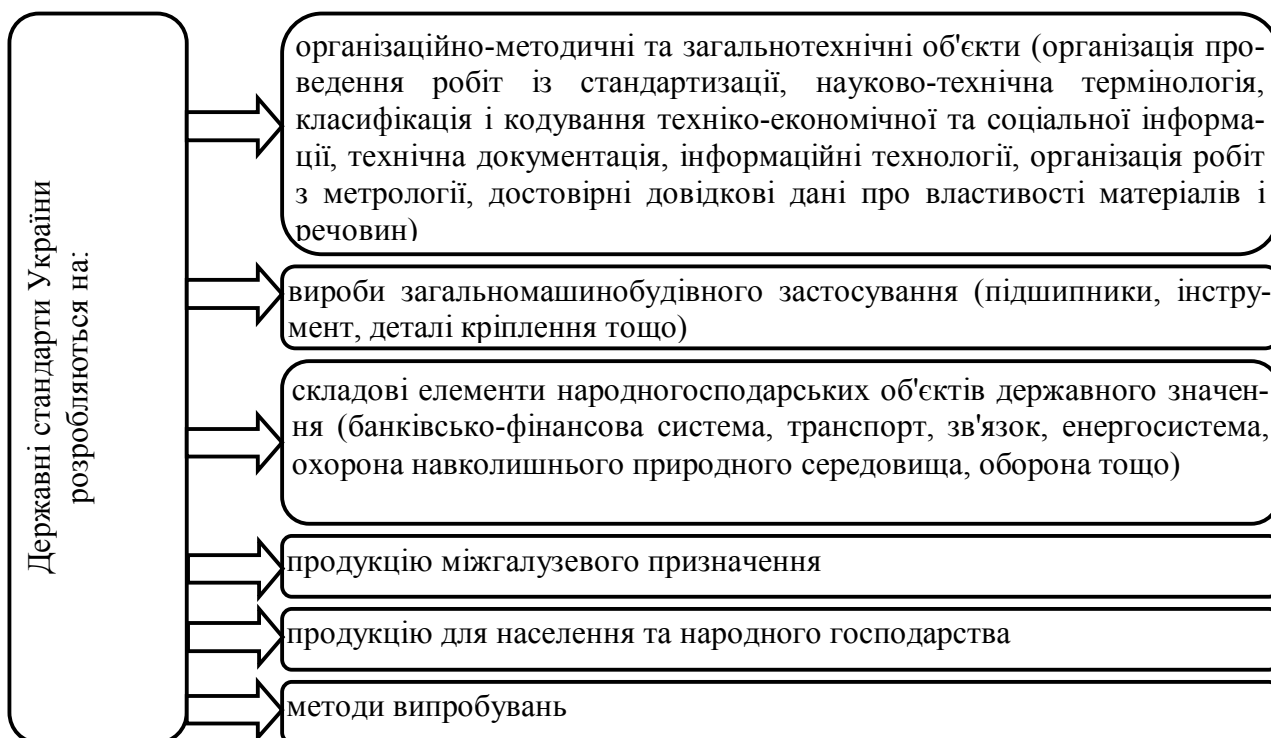 Державні стандарти України
розробляються на:
організаційно-методичні та загальнотехнічні об'єкти (організація про-
ведення робіт із стандартизації, науково-технічна термінологія,
класифікація і кодування техніко-економічної та соціальної інформа-
ції, технічна документація, інформаційні технології, організація робіт
з метрології, достовірні довідкові дані про властивості матеріалів і
речовин)
вироби загальномашинобудівного застосування (підшипники, інстру-
мент, деталі кріплення тощо)
складові елементи народногосподарських об'єктів державного значен-
ня (банківсько-фінансова система, транспорт, зв'язок, енергосистема,
охорона навколишнього природного середовища, оборона тощо)
продукцію міжгалузевого призначення
продукцію для населення та народного господарства
методи випробувань